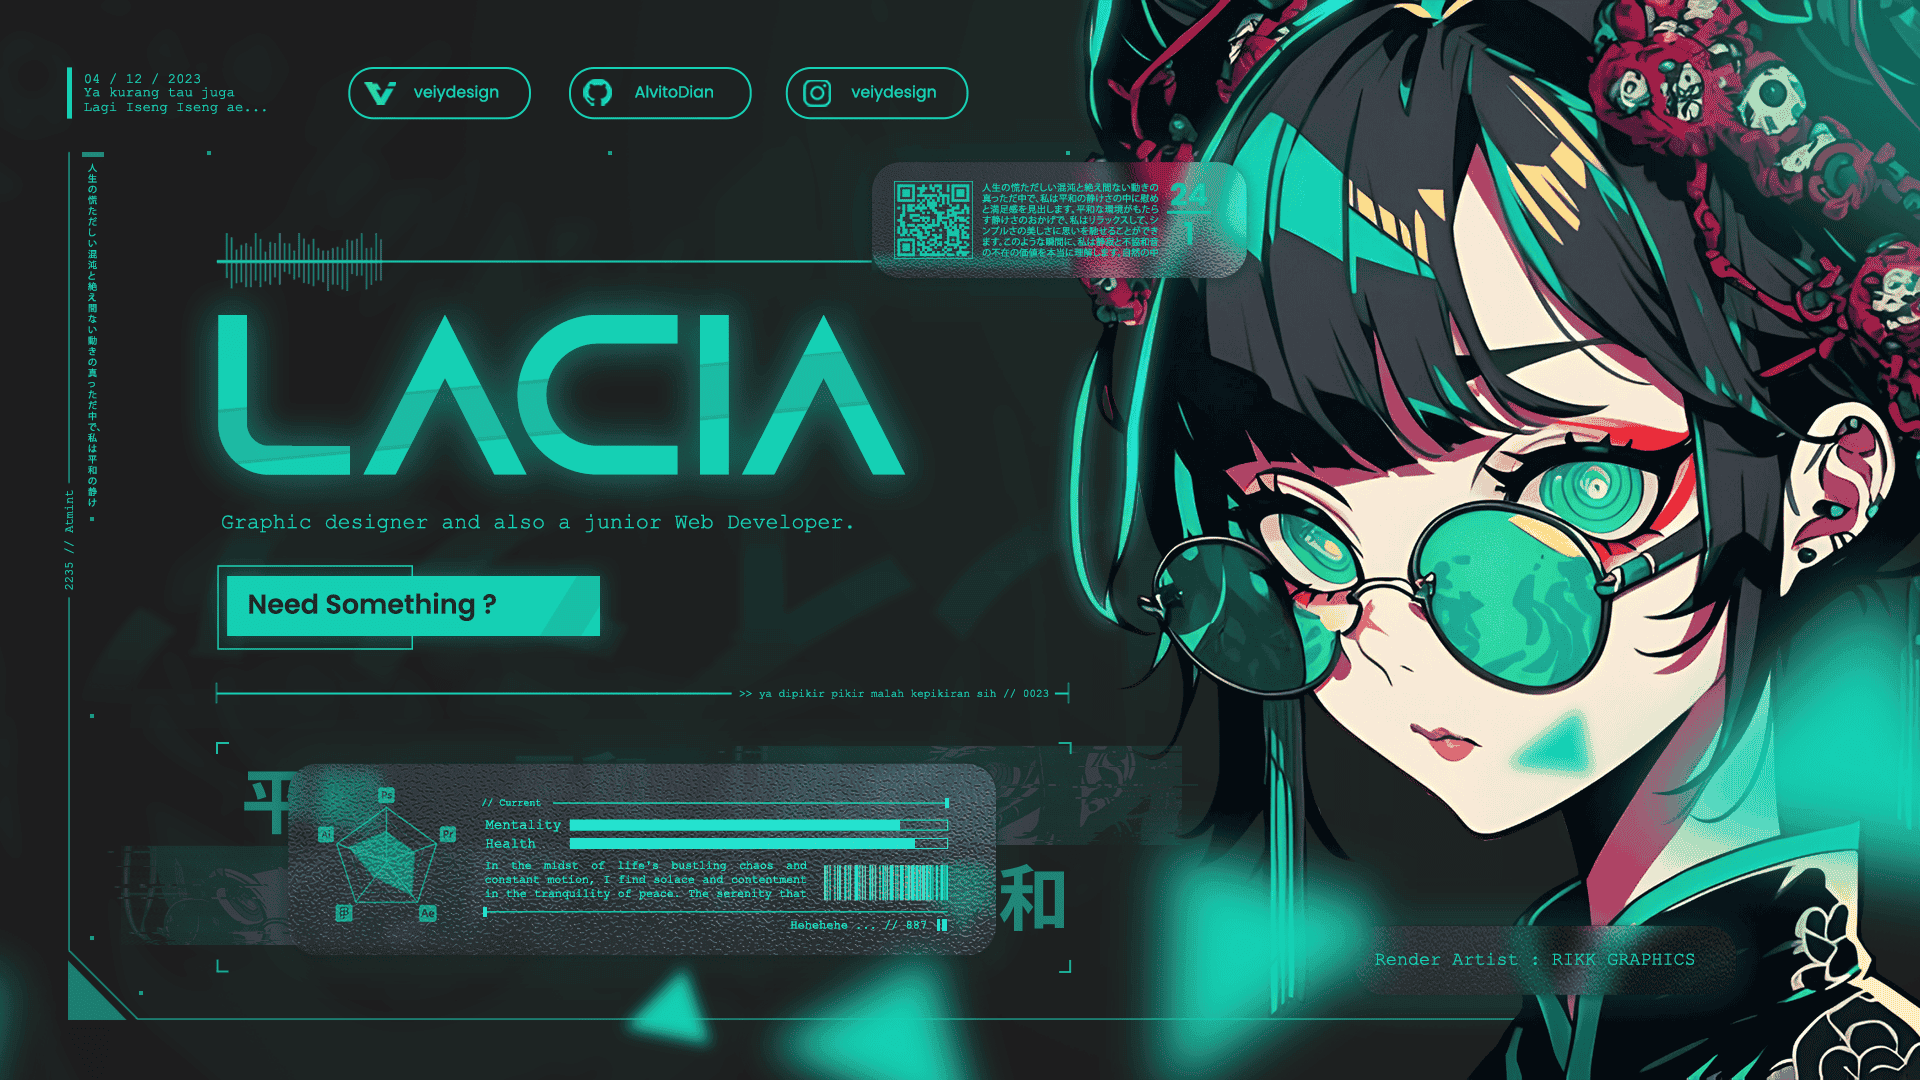 04 / 12 / 2023
Ya kurang tau juga
Lagi Iseng Iseng ae...
veiydesign
AlvitoDian
veiydesign
人生の慌ただしい混沌と絶え間ない動きの真っただ中で、私は平和の静け
2235 // Atmint
人生の慌ただしい混沌と絶え間ない動きの
真っただ中で、私は平和の静けさの中に慰め
と満足感を見出します。平和な環境がもたら
す静けさのおかげで、私はリラックスして、シ
ンプルさの美しさに思いを馳せることができ
ます。このような瞬間に、私は静寂と不協和音
の不在の価値を本当に理解します。自然の中
24
T
LACIA
Graphic designer and also a junior Web Developer.
Need Something ?
>> ya dipikir pikir malah kepikiran sih // 0023
平
Ps
Ai
Pr
Ae
// Current
Mentality
Health
in the midst of life's bustling chaos and
constant motion, I find solace and contentment
in the tranquility of peace. The serenity that
Hehehehe ... // 887
和
Render Artist : RIKK GRAPHICS